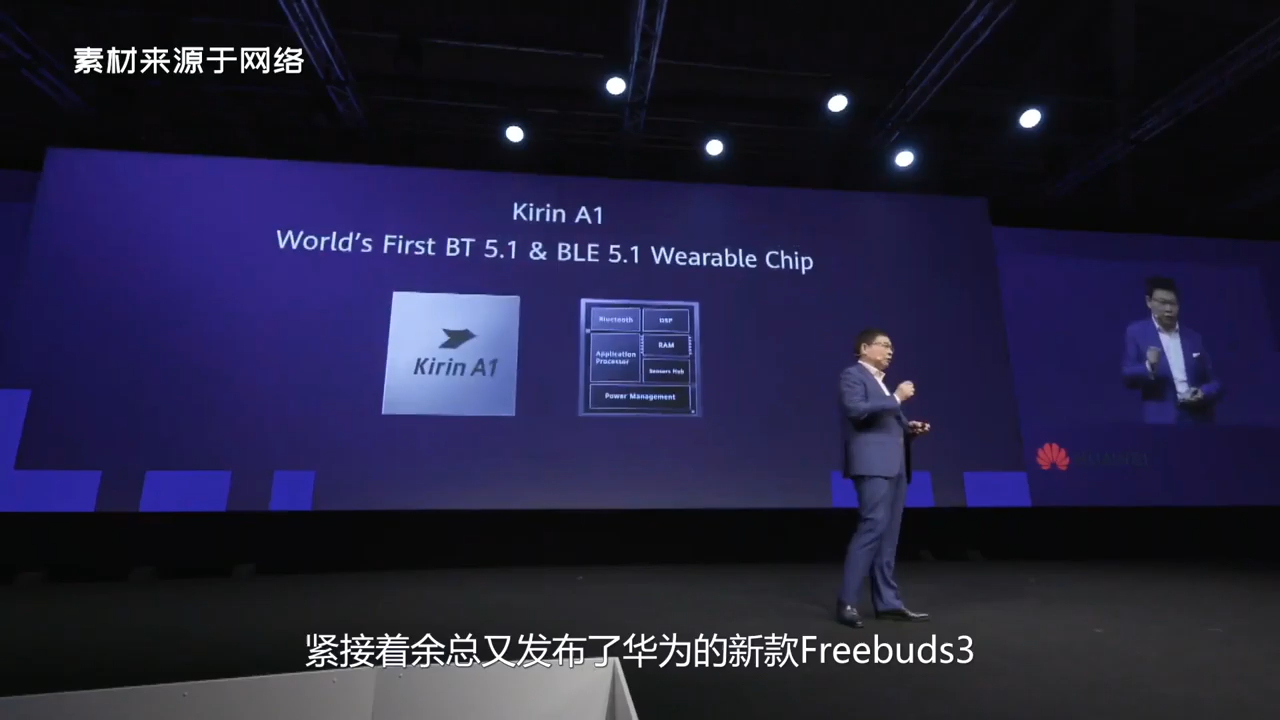 素材来源于网络
Kirin A1
World's First BT 5.1 & BLE 5.1 Wearable Chip
Kirin A1
Bluetooth
DSP
Application
Processor
RAM
Sensors Hub
Power Management
HUAWEI
紧接着余总又发布了华为的新款Freebuds3